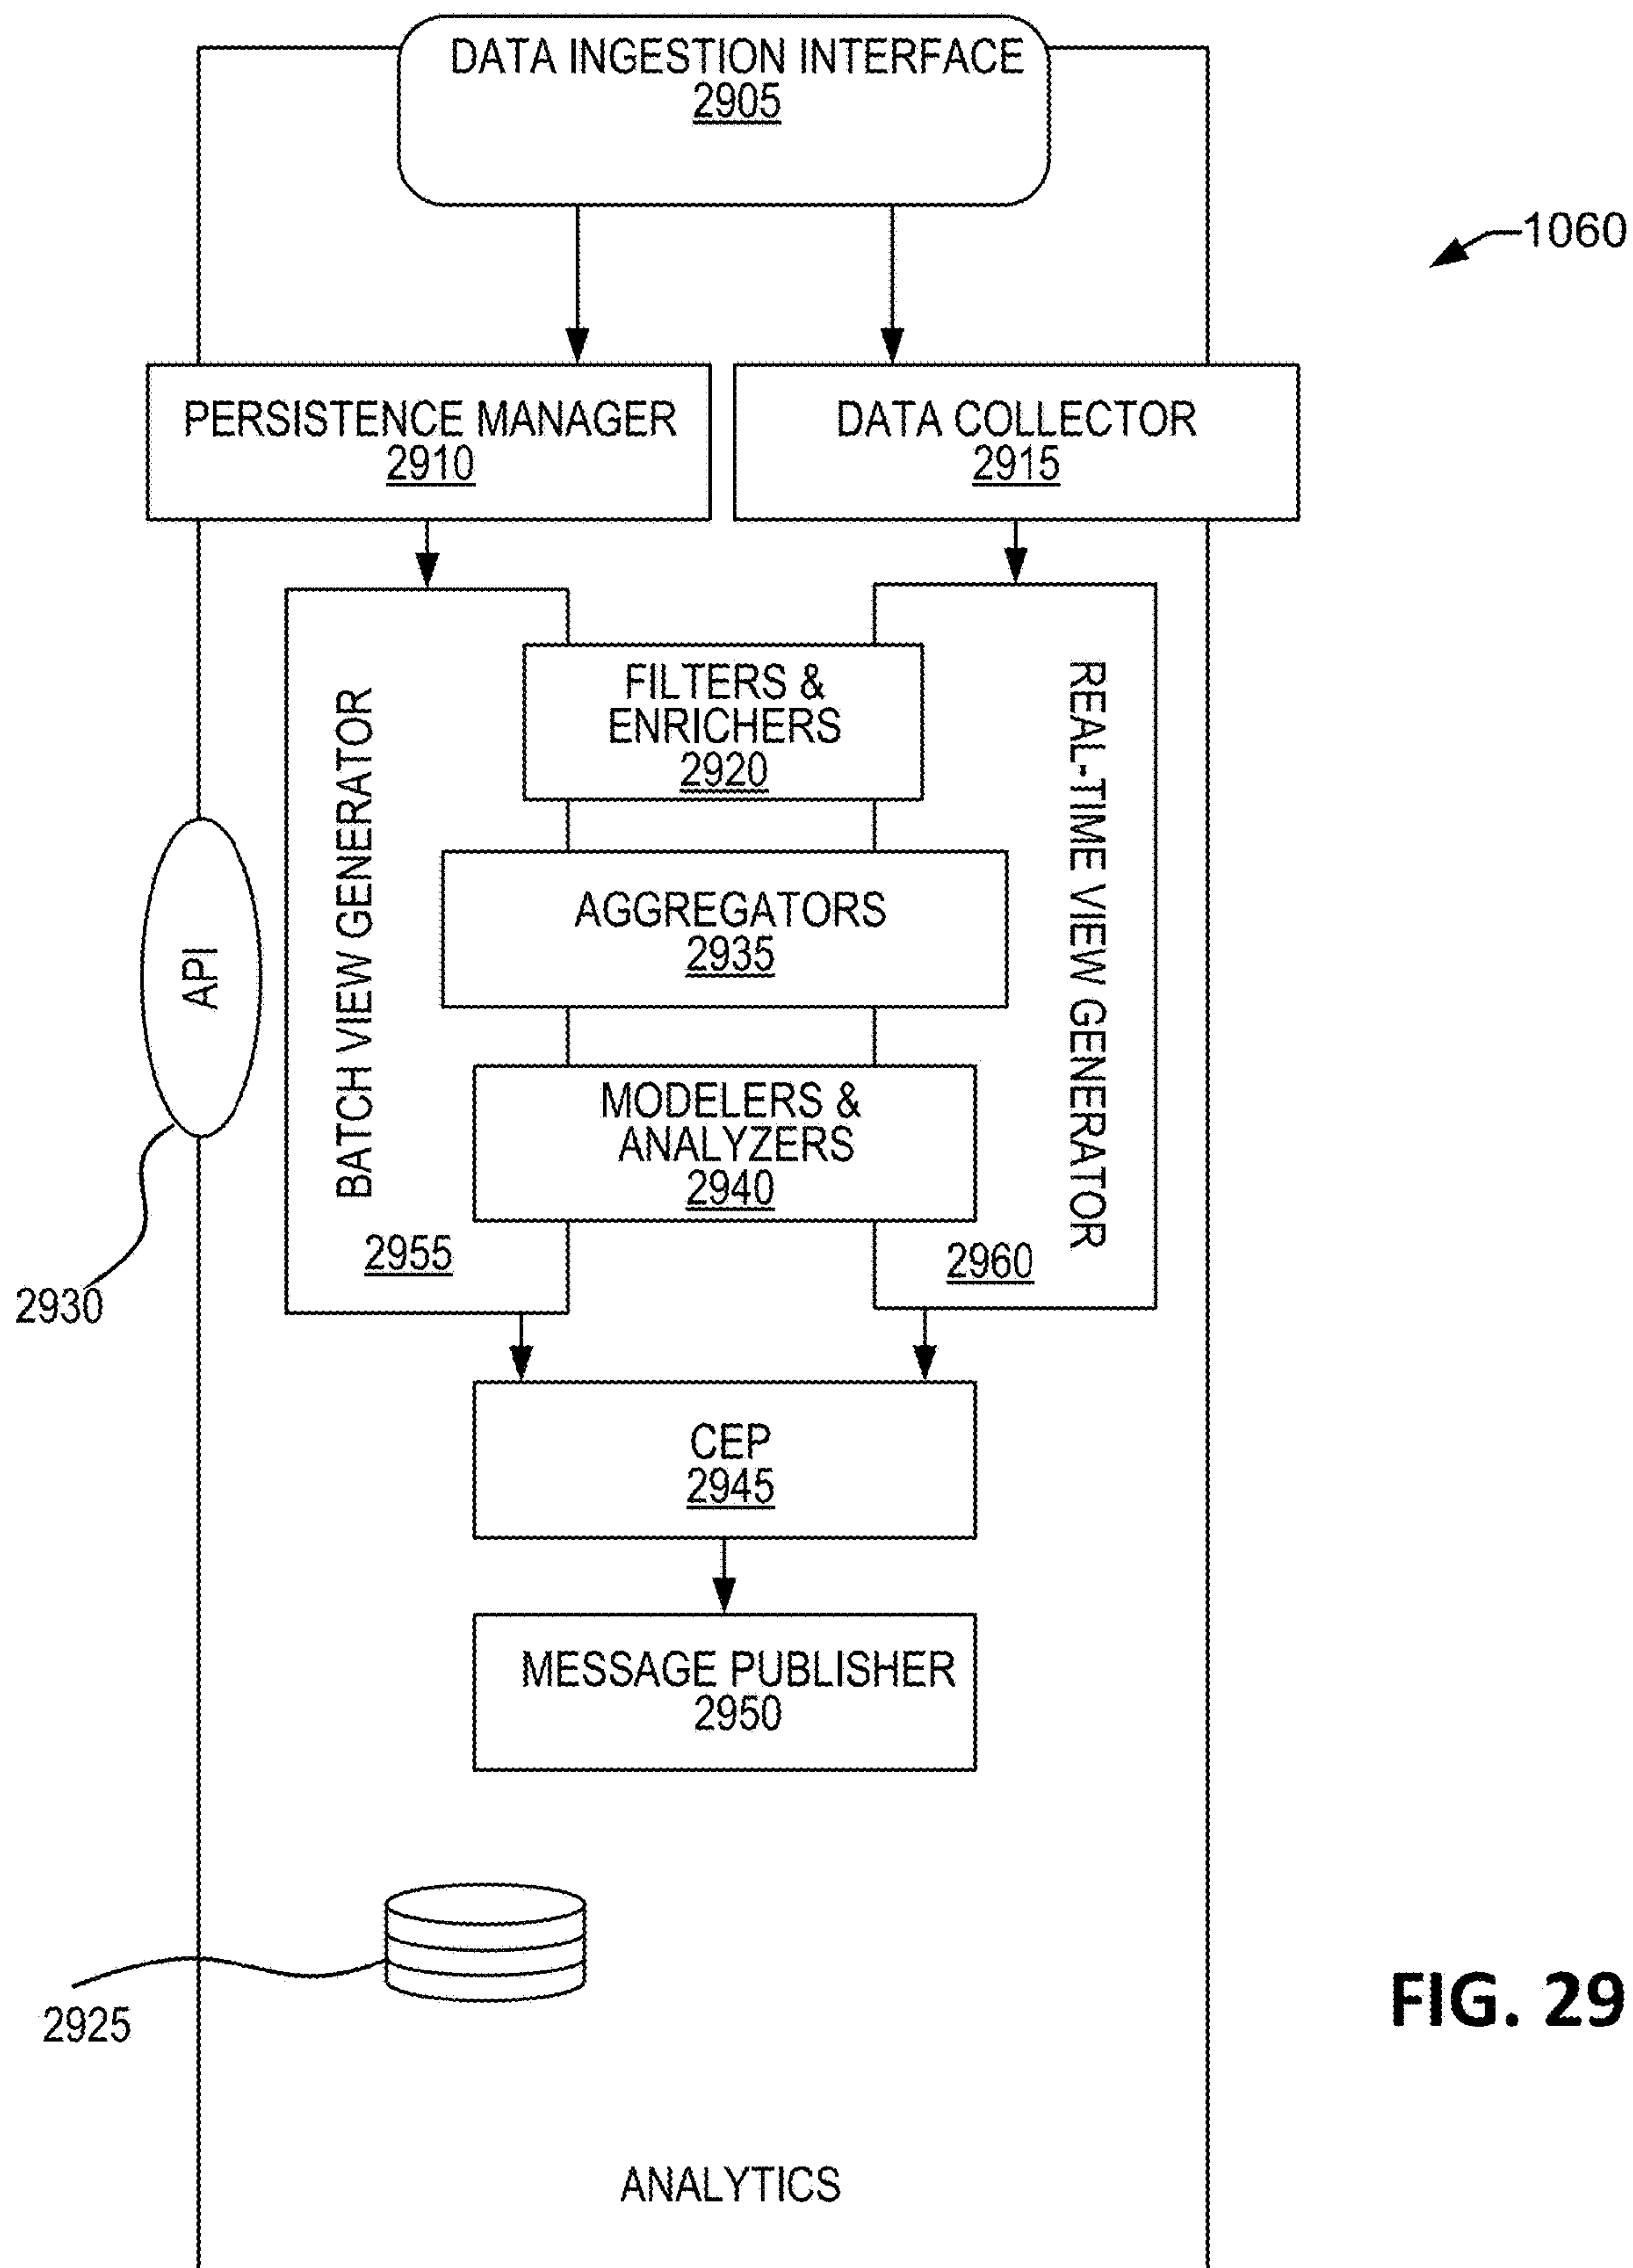 DATA INGESTION INTERFACE
2905
1060
PERSISTENCE MANAGER
2910
DATA COLLECTOR
2915
BATCH VIEW GENERATOR
2955
FILTERS &
ENRICHERS
2920
AGGREGATORS
2935
MODELERS &
ANALYZERS
2940
REAL-TIME VIEW GENERATOR
2960
API
2930
CEP
2945
MESSAGE PUBLISHER
2950
2925
FIG. 29
ANALYTICS